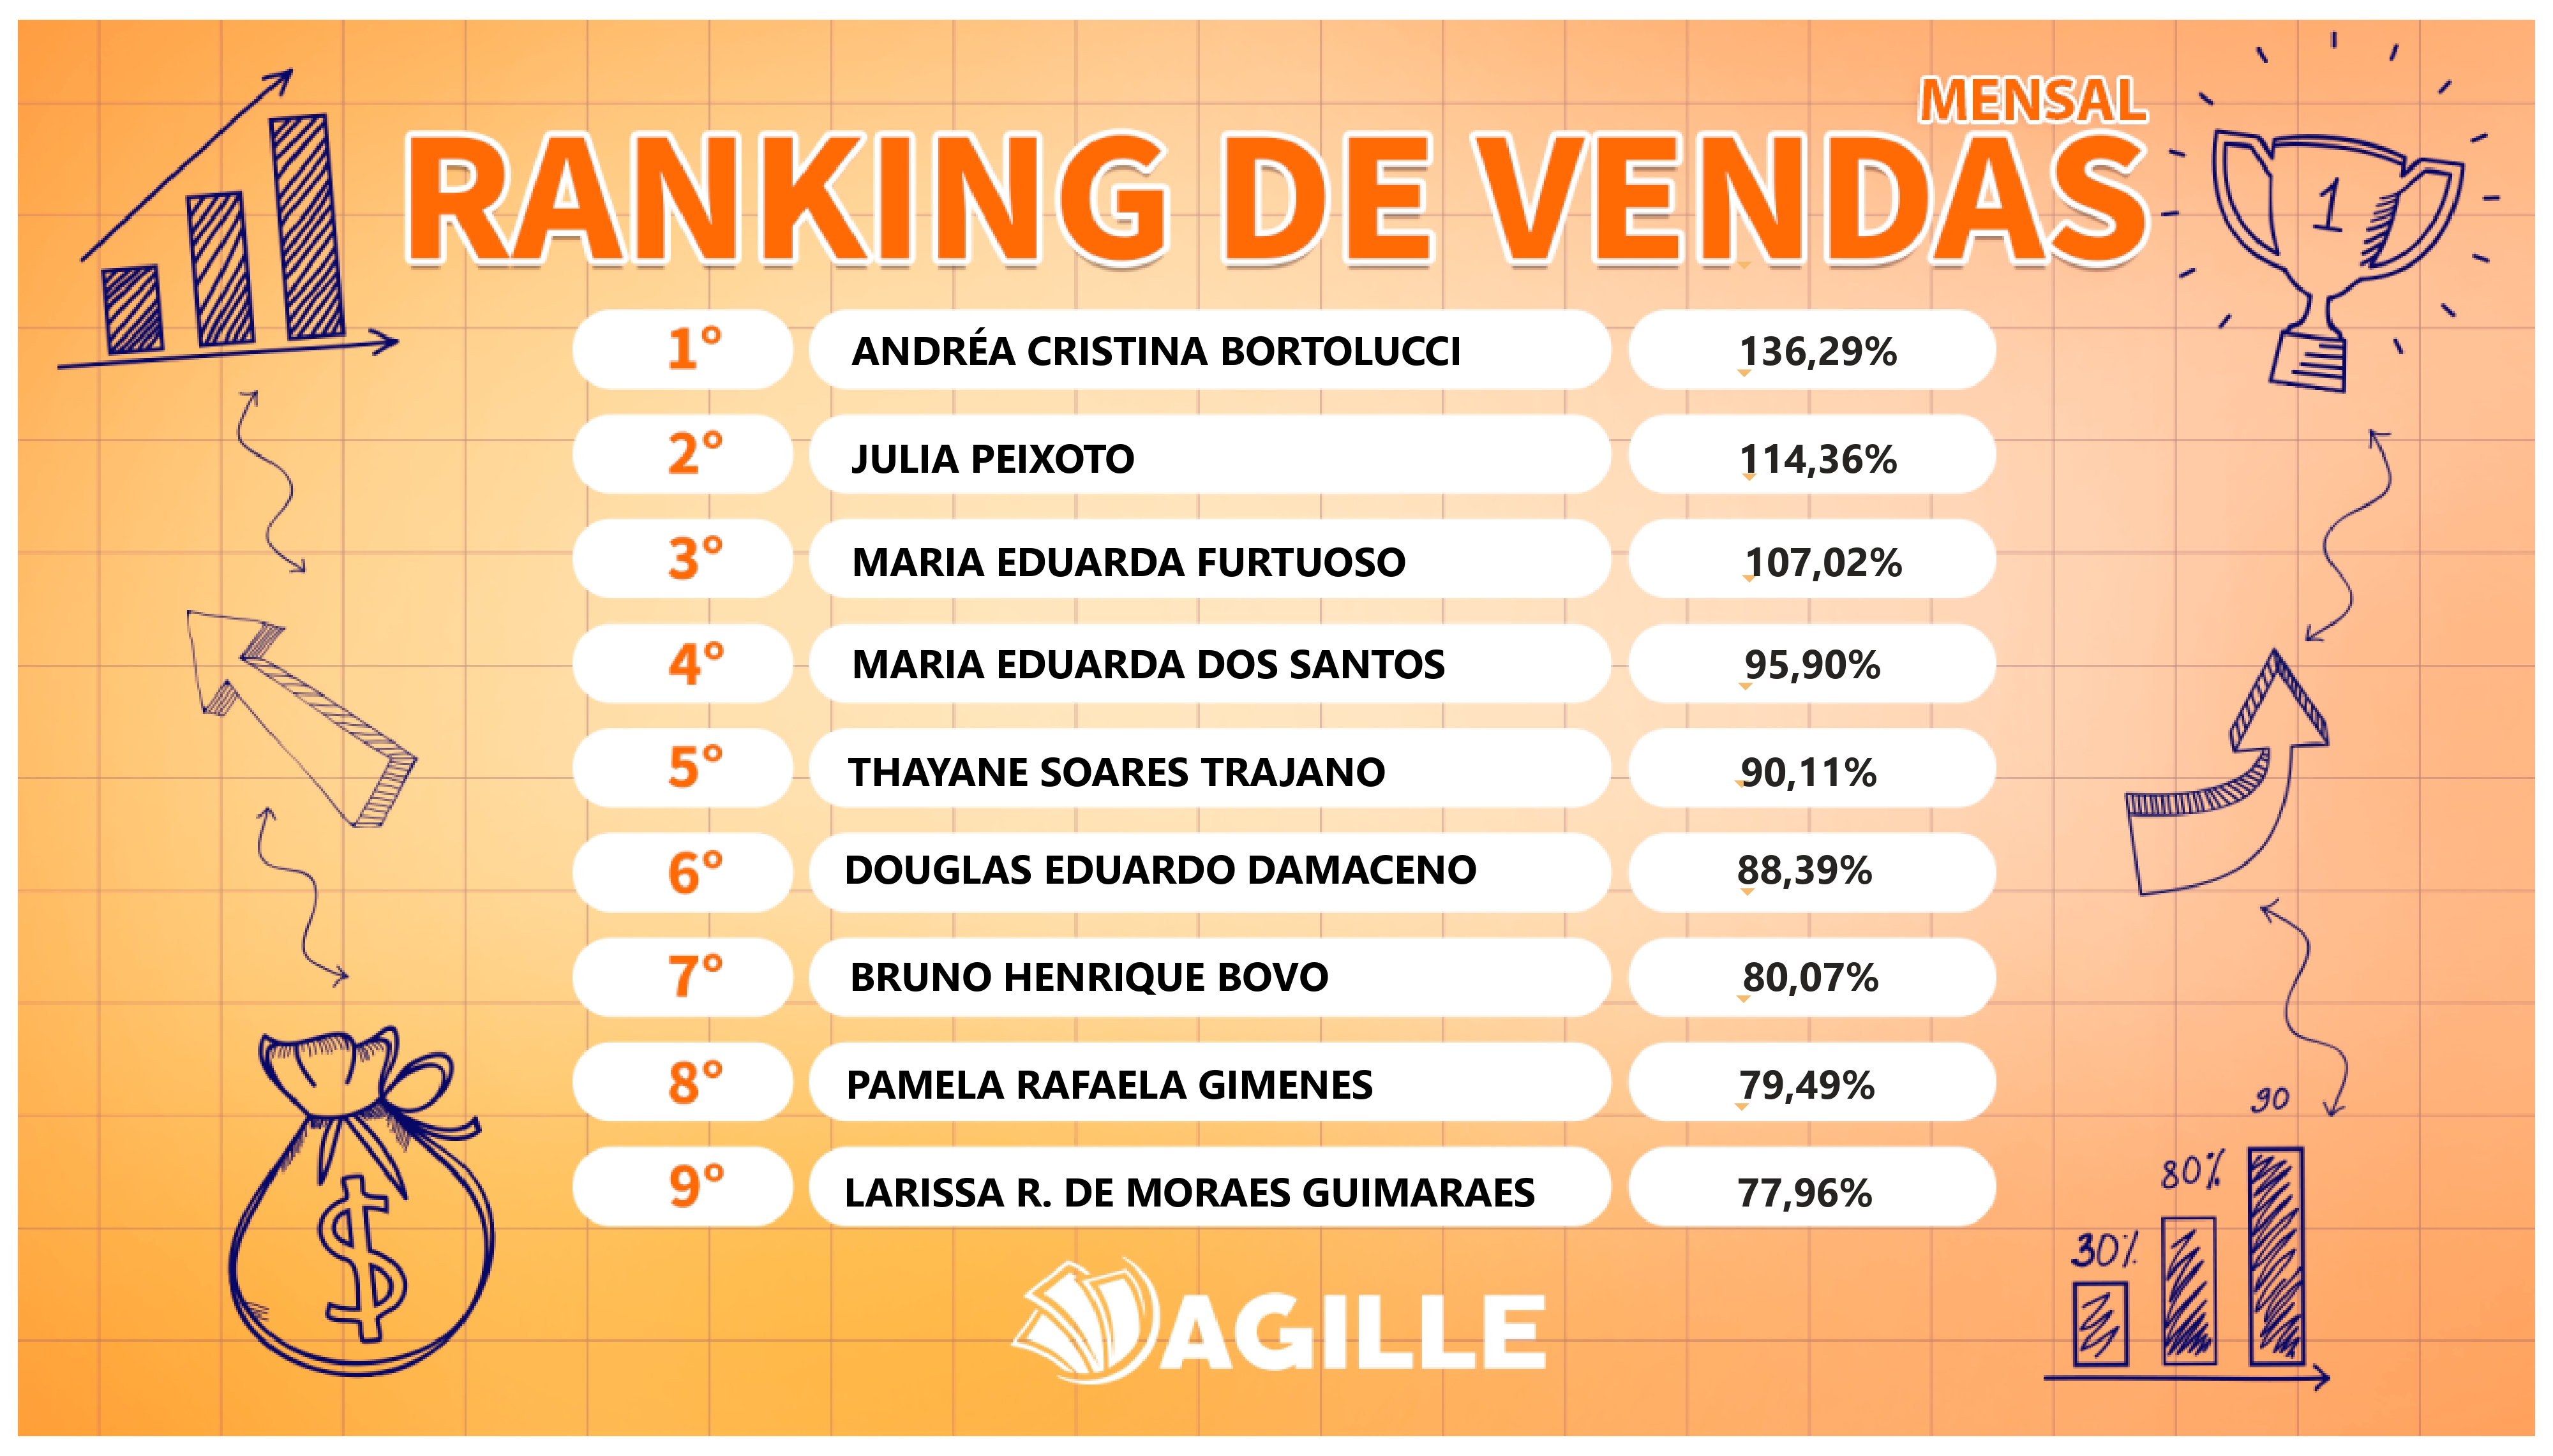 MENSAL
RANKING DE VENDAS
1
1° ANDRÉA CRISTINA BORTOLUCCI 136,29%
2° JULIA PEIXOTO 114,36%
3° MARIA EDUARDA FURTUOSO 107,02%
4° MARIA EDUARDA DOS SANTOS 95,90%
5° THAYANE SOARES TRAJANO 90,11%
6° DOUGLAS EDUARDO DAMACENO 88,39%
7° BRUNO HENRIQUE BOVO 80,07%
8° PAMELA RAFAELA GIMENES 79,49%
9° LARISSA R. DE MORAES GUIMARAES 77,96%
$
30% 80% 90
AGILLE